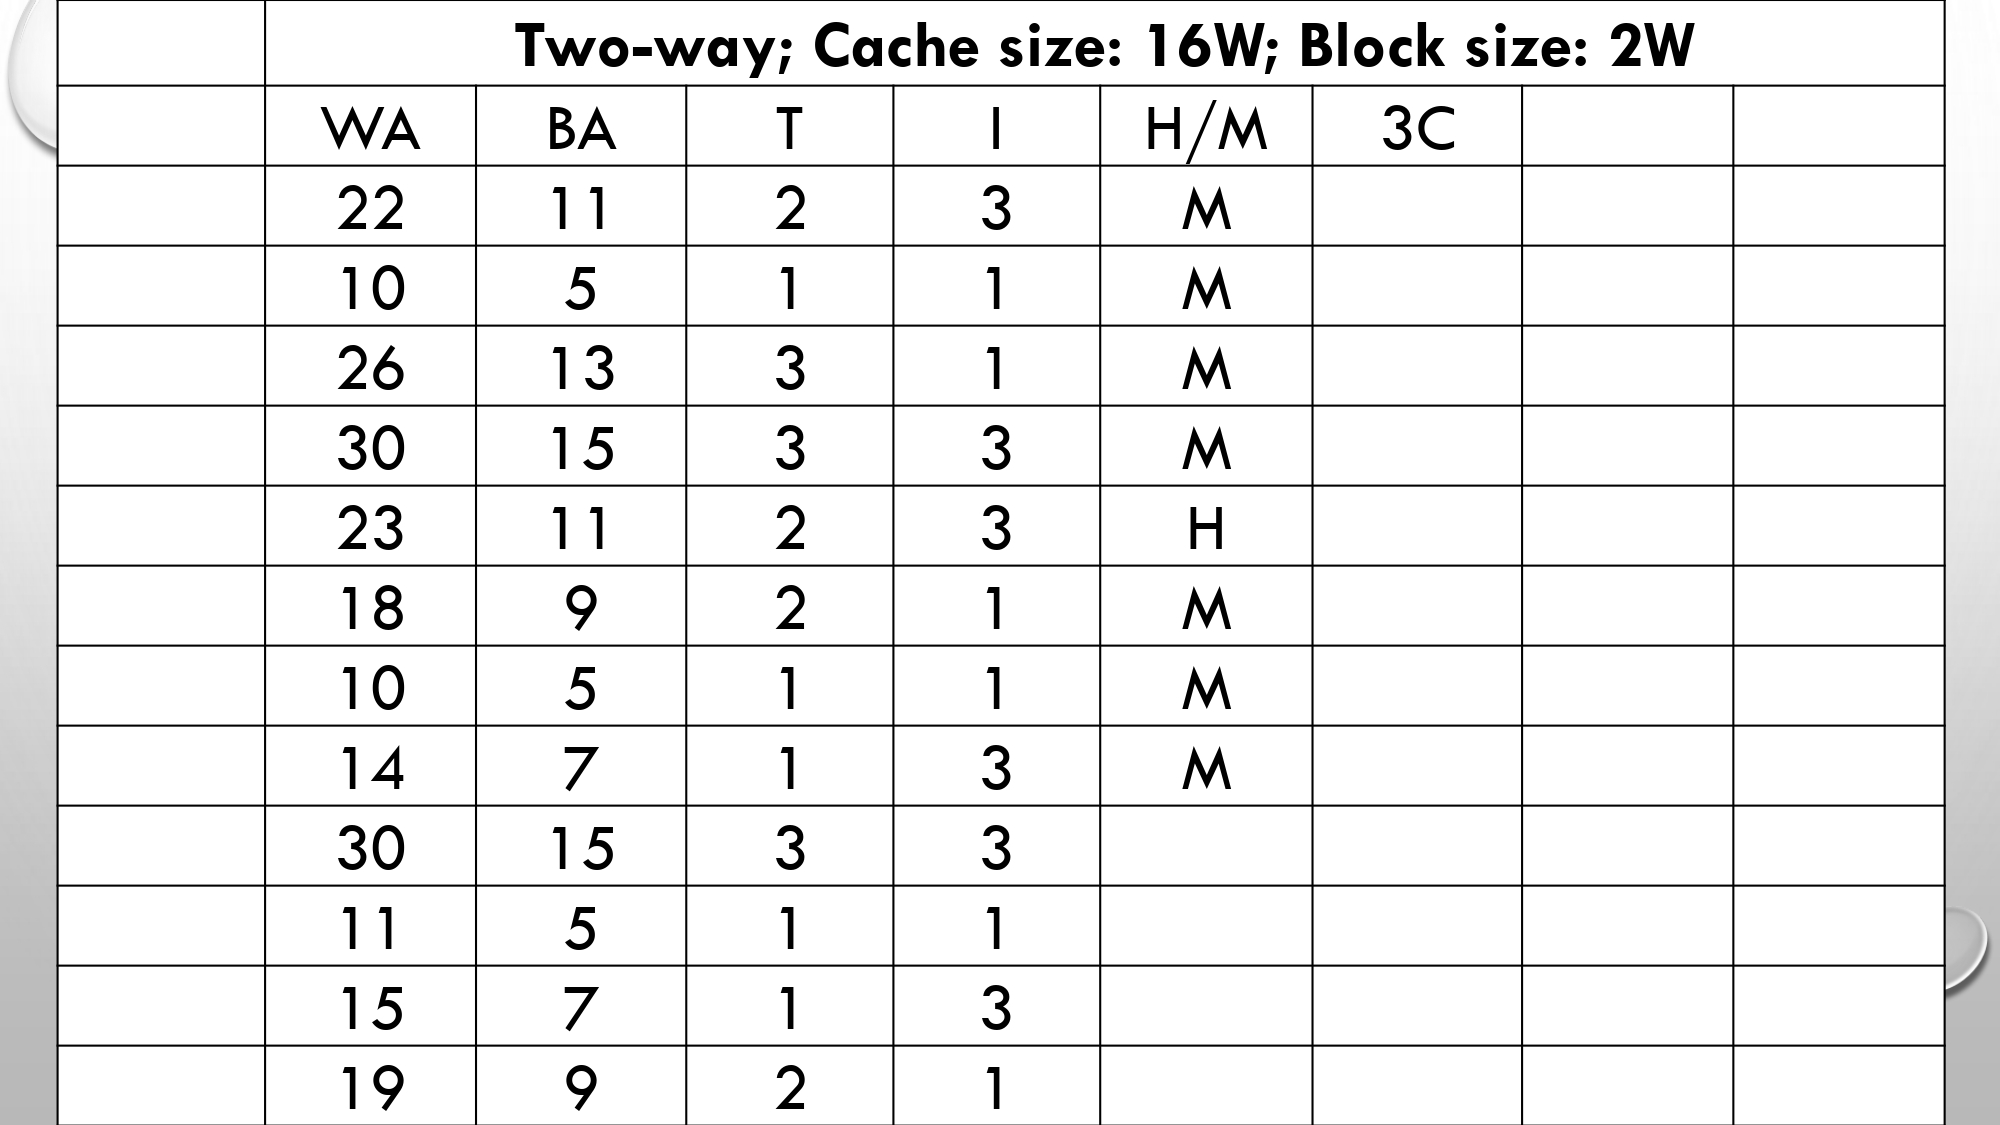 Two-way; Cache size: 16W; Block size: 2W
WA BA T I H/M 3C
22 11 2 3 M
10 5 1 1 M
26 13 3 1 M
30 15 3 3 M
23 11 2 3 H
18 9 2 1 M
10 5 1 1 M
14 7 1 3 M
30 15 3 3
11 5 1 1
15 7 1 3
19 9 2 1